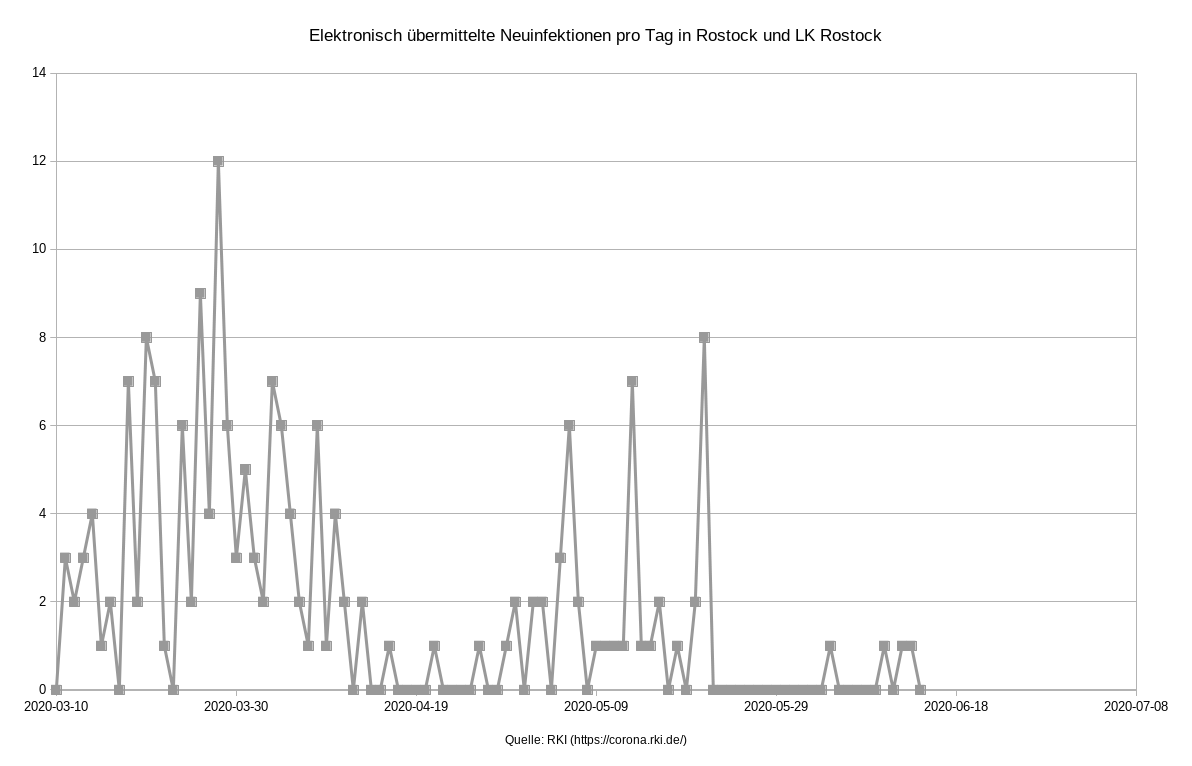 Elektronisch übermittelte Neuinfektionen pro Tag in Rostock und LK Rostock
14
12
10
8
6
4
2
0
2020-03-10 2020-03-30 2020-04-19 2020-05-09 2020-05-29 2020-06-18 2020-07-08
Quelle: RKI (https://corona.rki.de/)